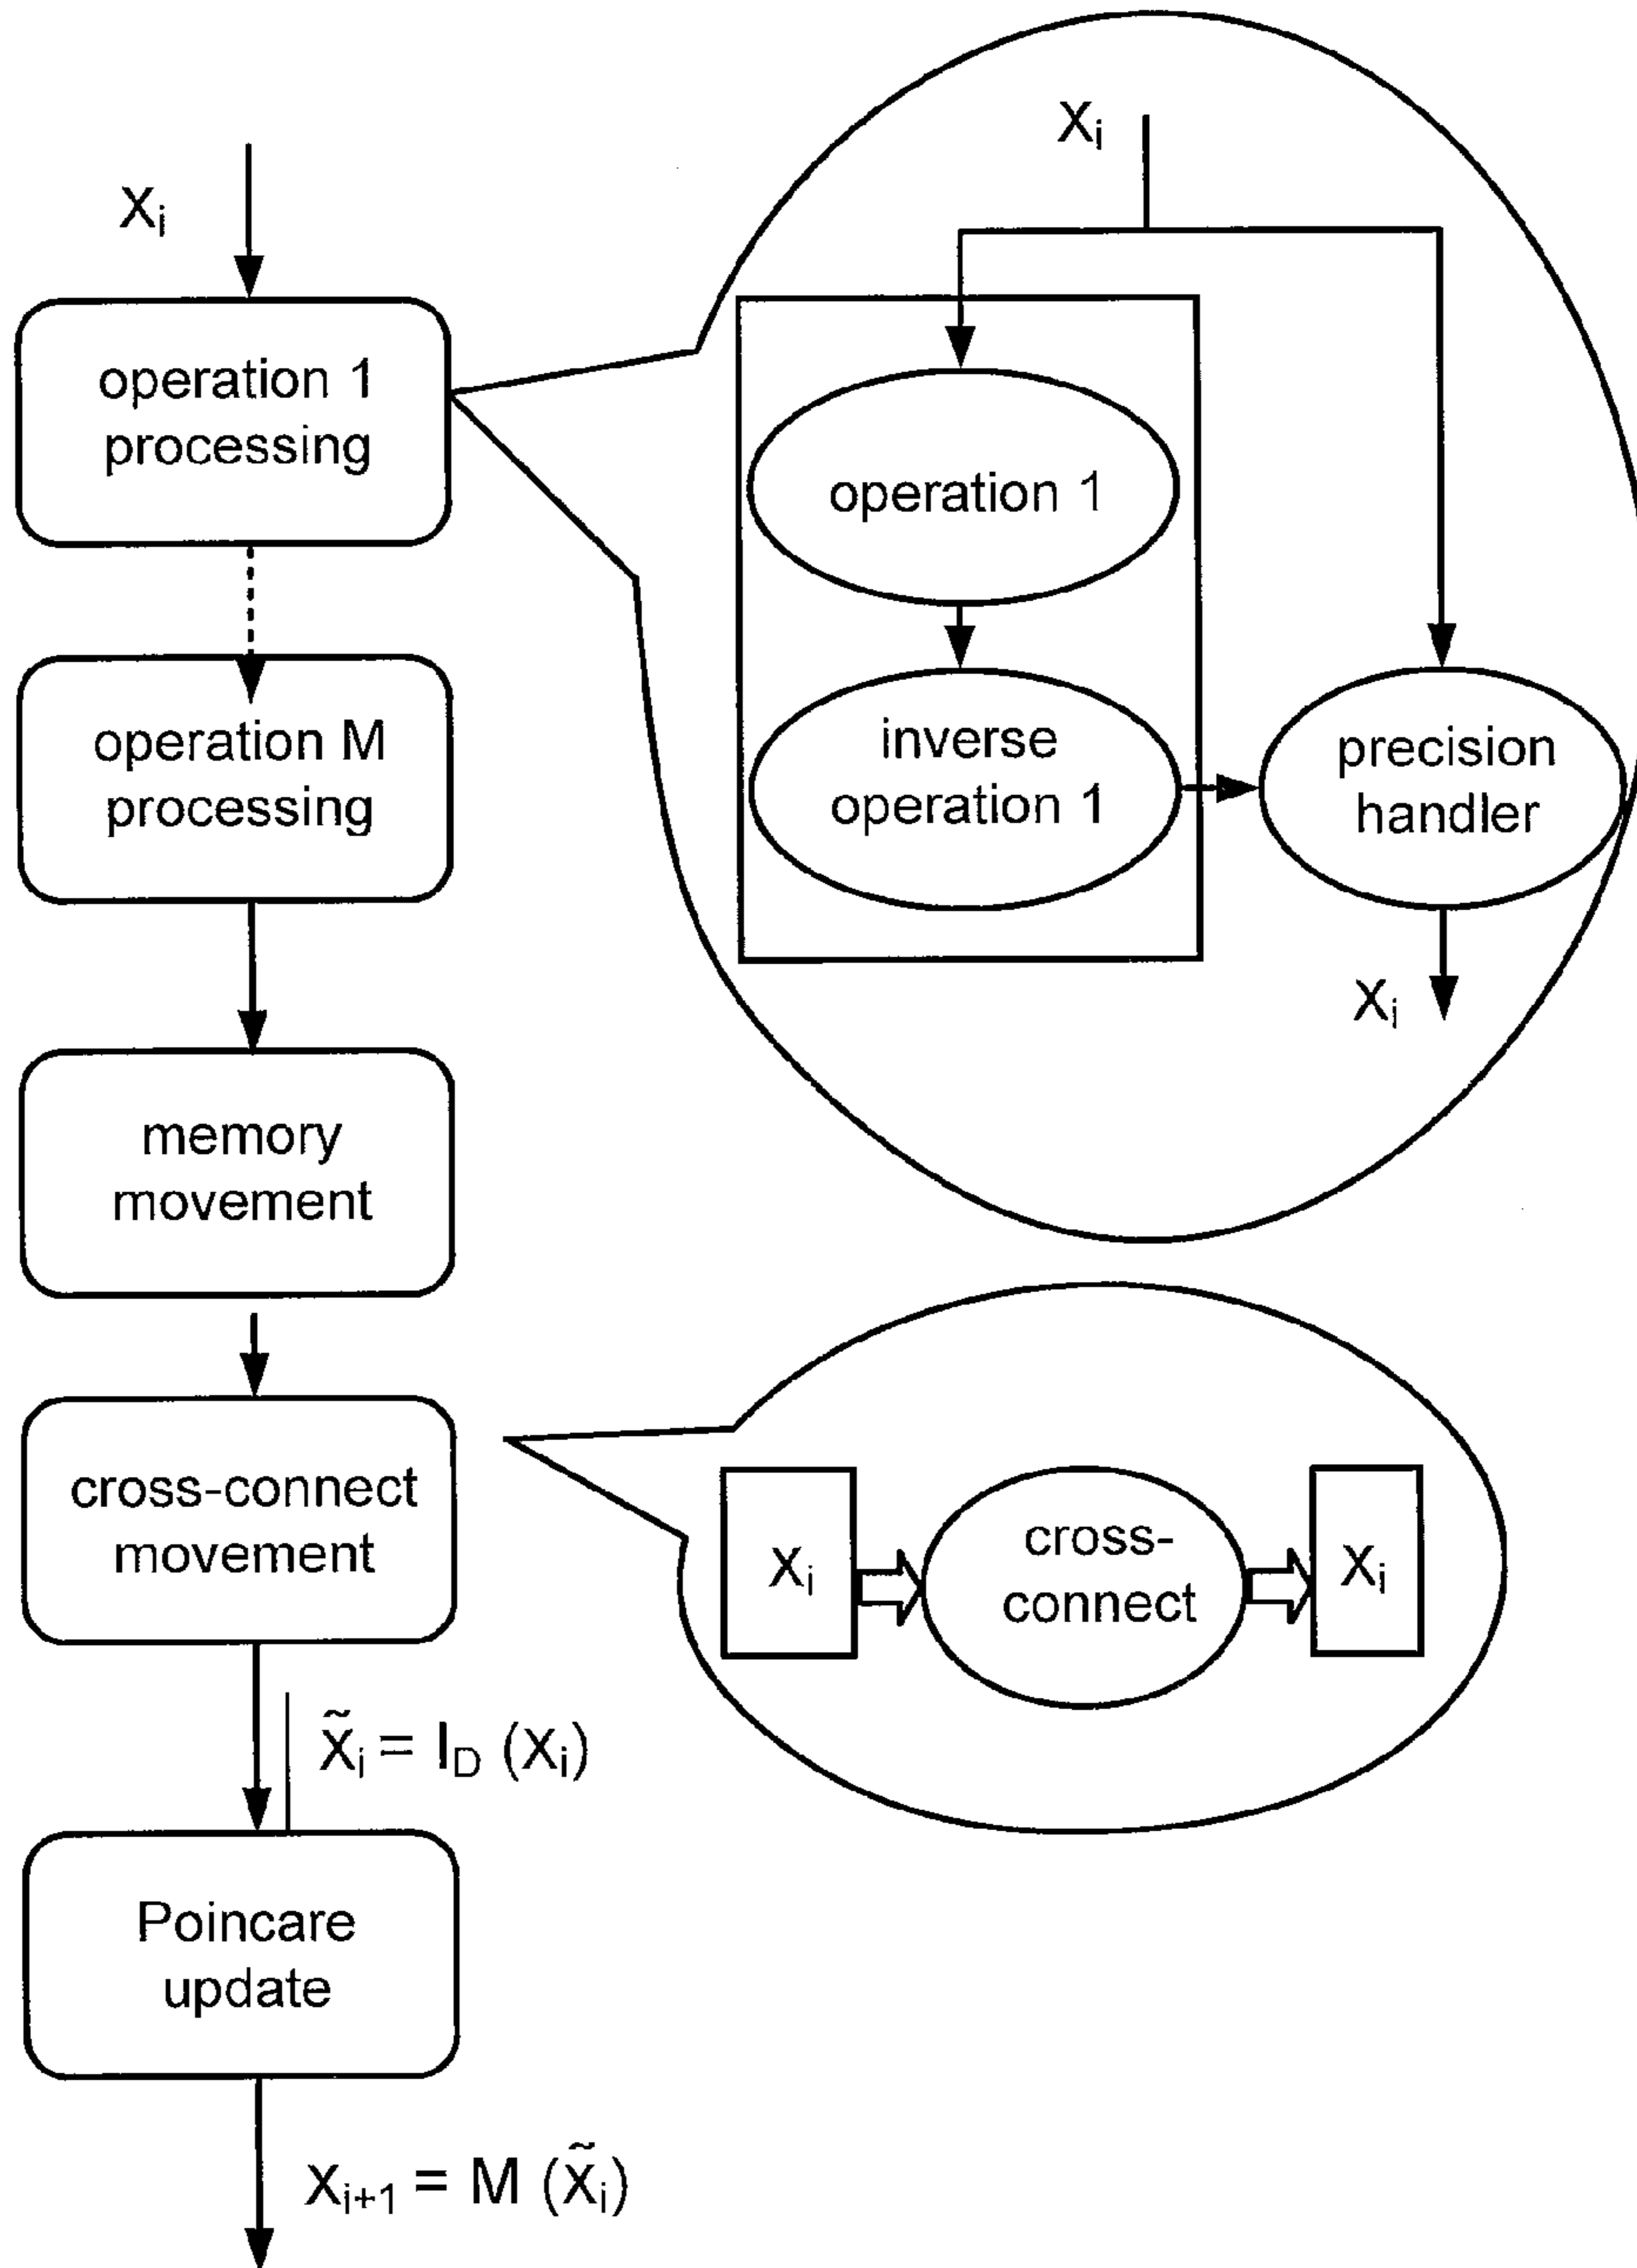 Xᵢ
operation 1
processing
operation M
processing
memory
movement
cross-connect
movement
x̃ᵢ = I_D (Xᵢ)
Poincare
update
Xᵢ₊₁ = M (x̃ᵢ)
Xᵢ
operation 1
inverse
operation 1
precision
handler
Xᵢ
Xᵢ
cross-
connect
Xᵢ